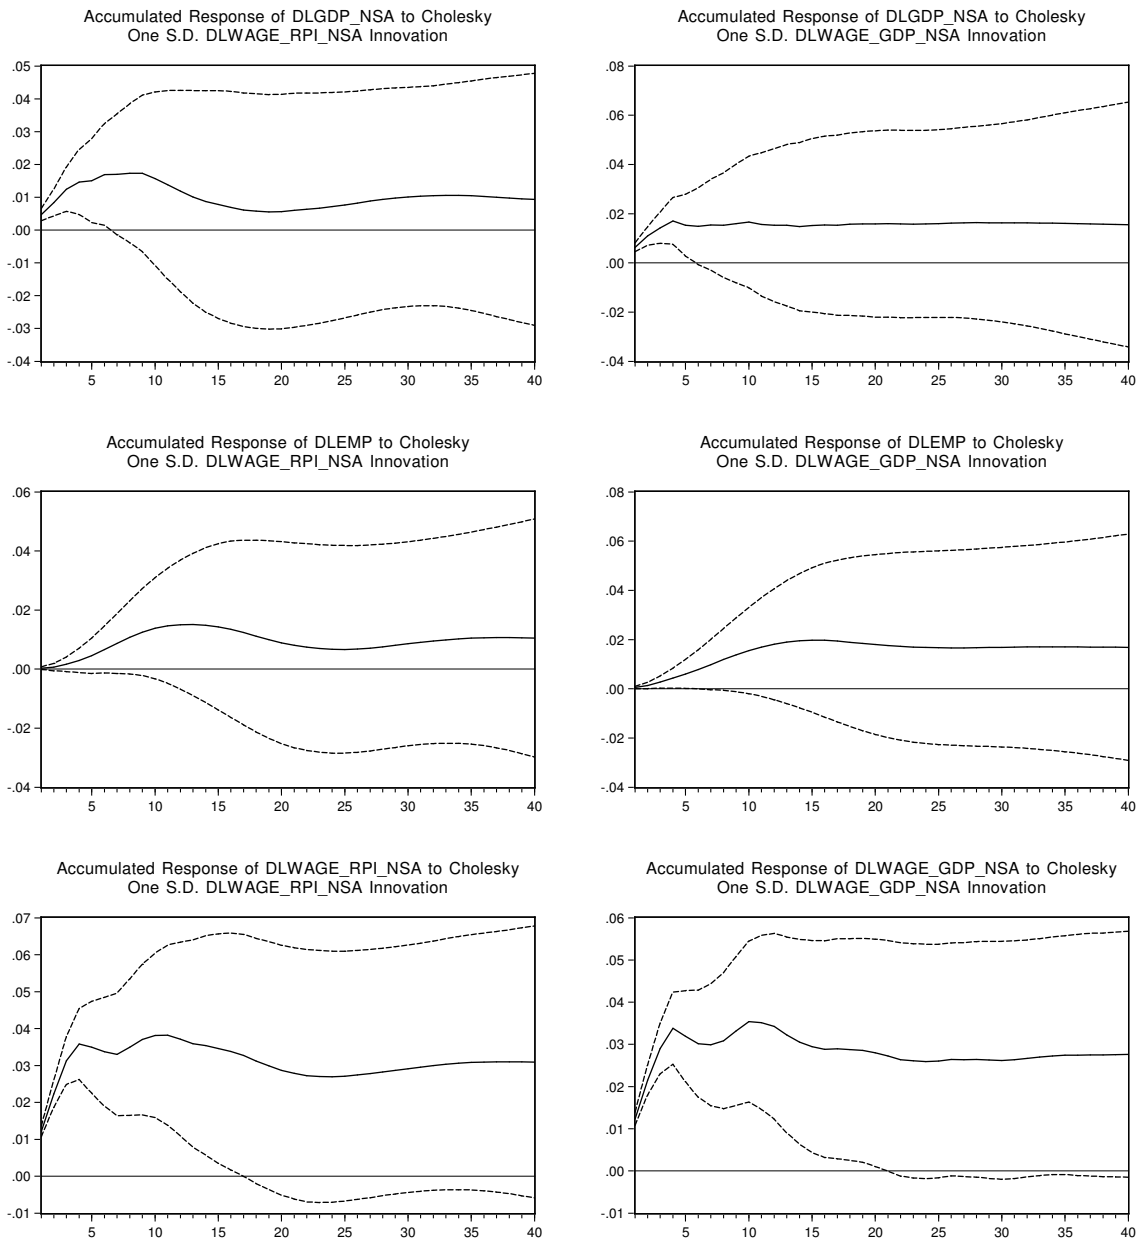 Accumulated Response of DLGDP_NSA to Cholesky
One S.D. DLWAGE_RPI_NSA Innovation
.05
.04
.03
.02
.01
.00
-.01
-.02
-.03
-.04
5 10 15 20 25 30 35 40
Accumulated Response of DLGDP_NSA to Cholesky
One S.D. DLWAGE_GDP_NSA Innovation
.08
.06
.04
.02
.00
-.02
-.04
5 10 15 20 25 30 35 40
Accumulated Response of DLEMP to Cholesky
One S.D. DLWAGE_RPI_NSA Innovation
.06
.04
.02
.00
-.02
-.04
5 10 15 20 25 30 35 40
Accumulated Response of DLEMP to Cholesky
One S.D. DLWAGE_GDP_NSA Innovation
.08
.06
.04
.02
.00
-.02
-.04
5 10 15 20 25 30 35 40
Accumulated Response of DLWAGE_RPI_NSA to Cholesky
One S.D. DLWAGE_RPI_NSA Innovation
.07
.06
.05
.04
.03
.02
.01
.00
-.01
5 10 15 20 25 30 35 40
Accumulated Response of DLWAGE_GDP_NSA to Cholesky
One S.D. DLWAGE_GDP_NSA Innovation
.06
.05
.04
.03
.02
.01
.00
-.01
5 10 15 20 25 30 35 40